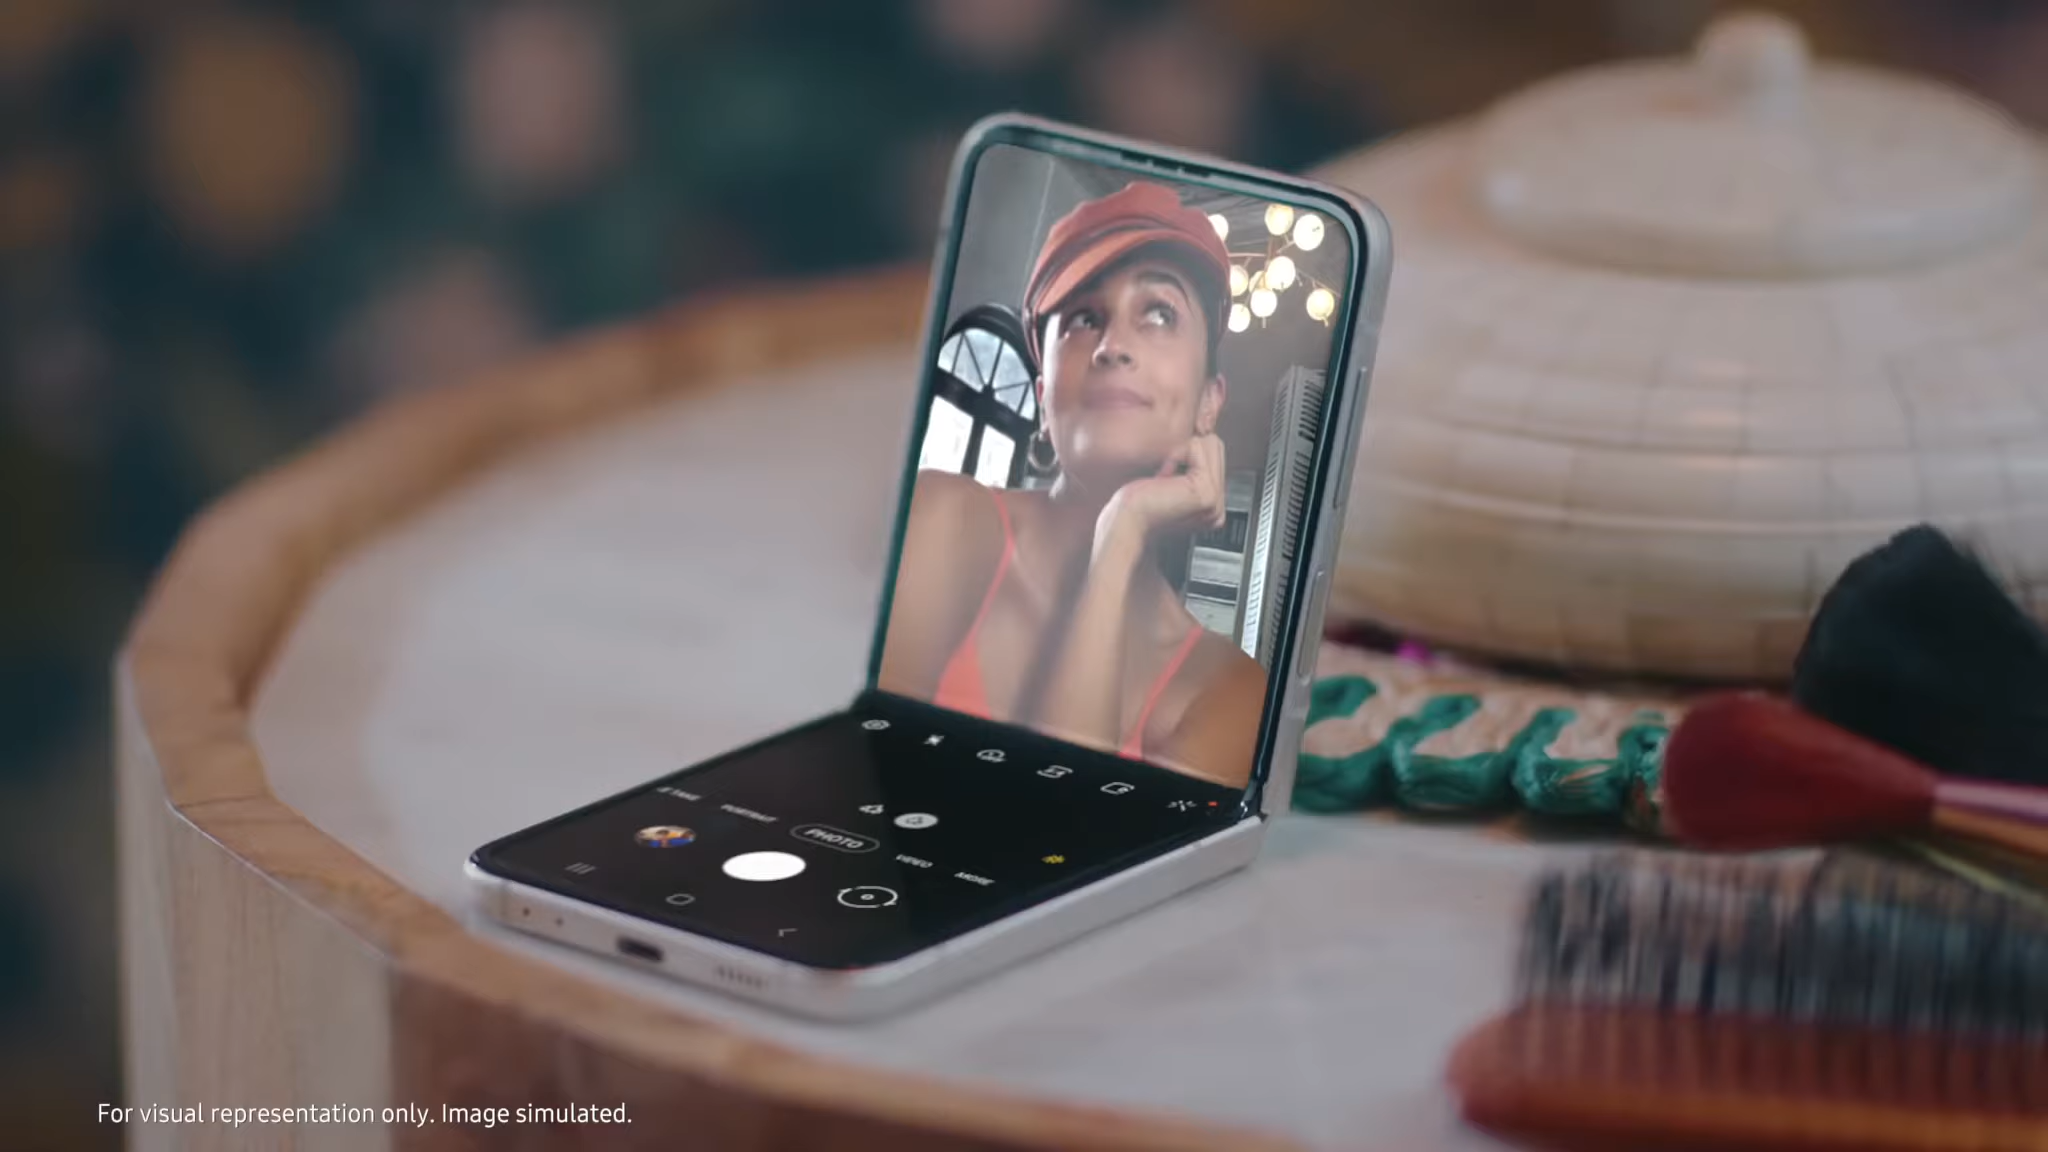 PORTRAIT
PHOTO
VIDEO
MORE
For visual representation only. Image simulated.